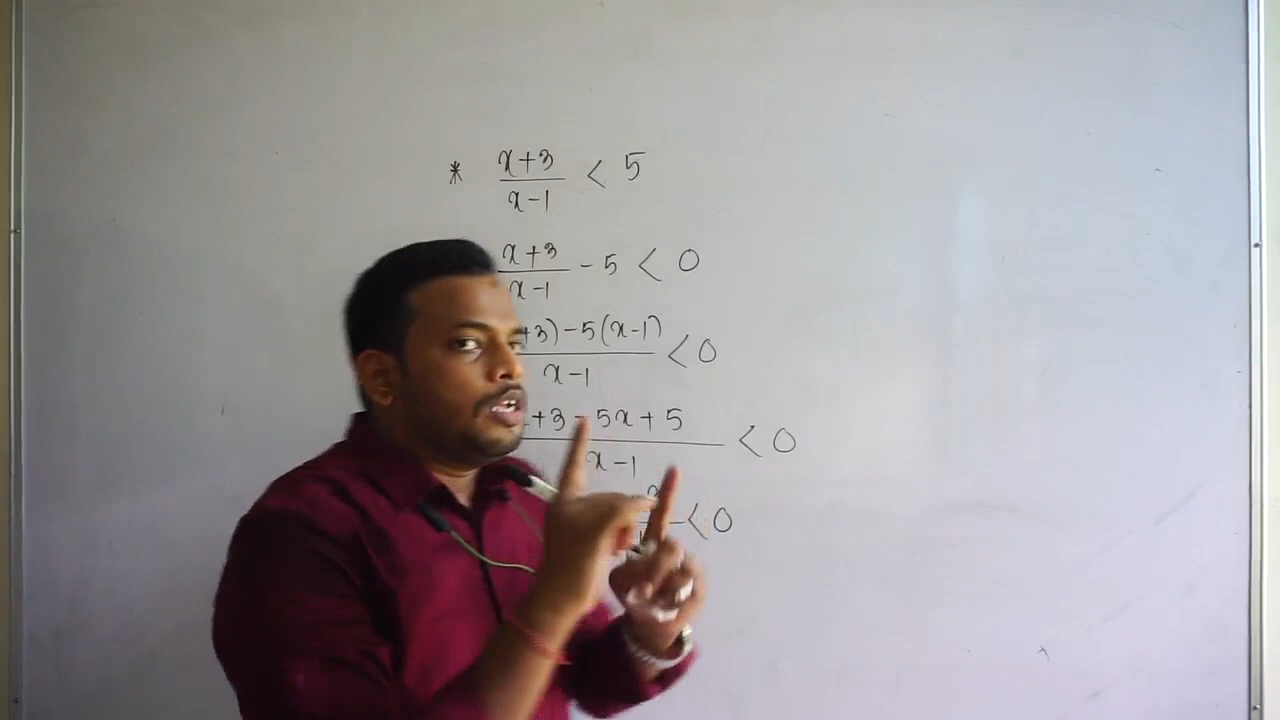 * x+3 / x-1 < 5
x+3 / x-1 - 5 < 0
+3) - 5(x-1) / x-1 < 0
+3 - 5x + 5 / x-1 < 0
< 0